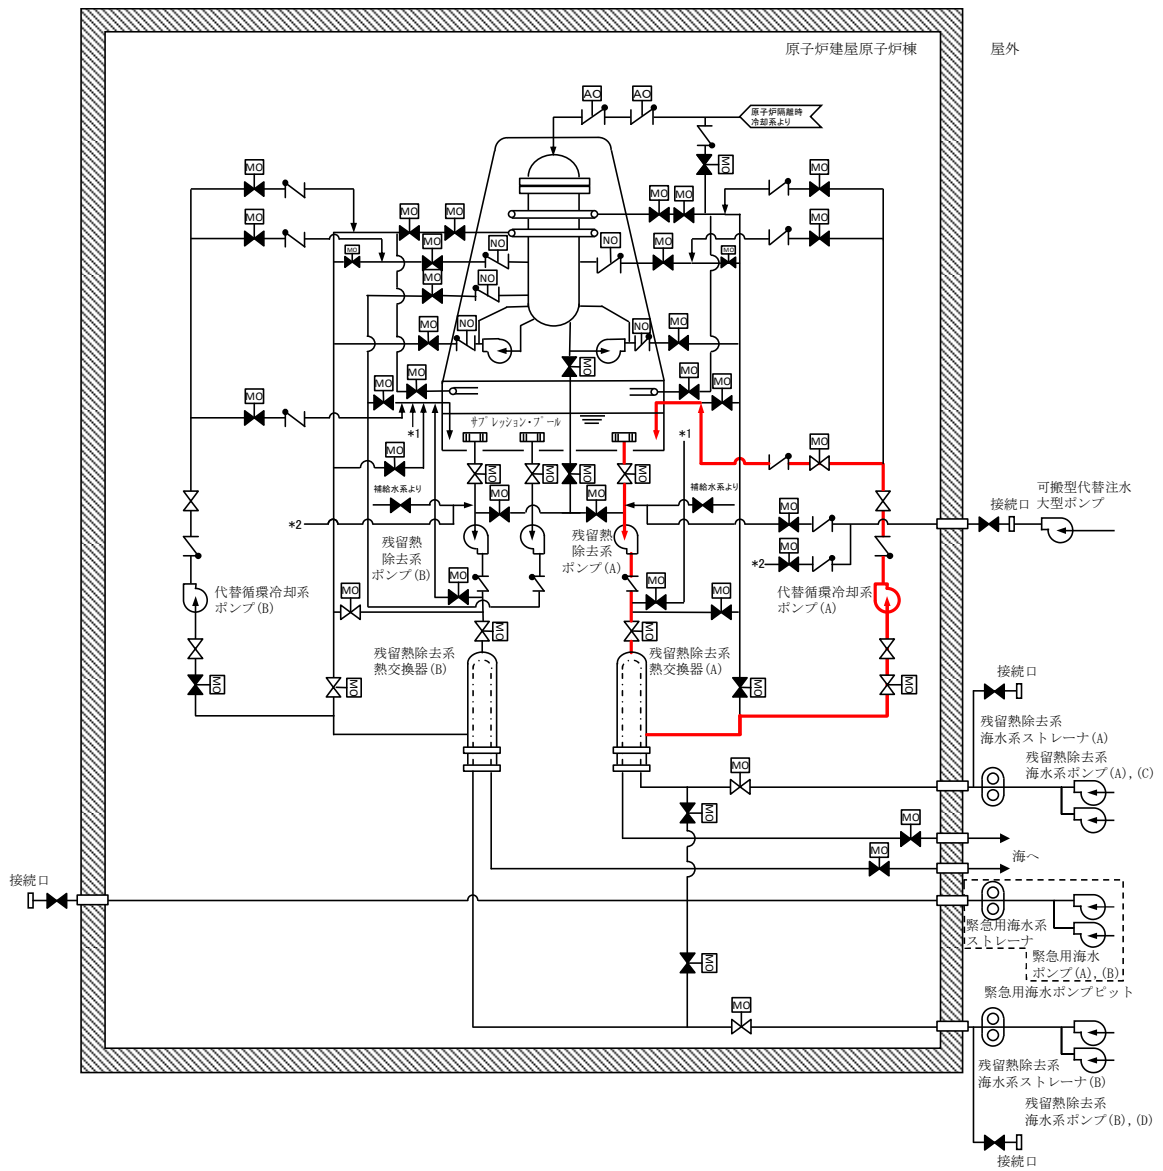 原子炉建屋原子炉棟
屋外
AO
AO
原子炉隔離時
冷却系より
MO
MO
MO
MO
MO
MO
MO
MO
MO
MO
MO
NO
NO
MO
MO
MO
MO
NO
MO
NO
NO
MO
MO
MO
MO
MO
MO
MO
サプレッション・プール
*1
*1
MO
MO
MO
MO
MO
MO
補給水系より
補給水系より
MO
MO
MO
可搬型代替注水
大型ポンプ
接続口
*2
MO
*2
残留熱
除去系
ポンプ(B)
残留熱
除去系
ポンプ(A)
代替循環冷却系
ポンプ(B)
代替循環冷却系
ポンプ(A)
MO
MO
MO
MO
MO
MO
残留熱除去系
熱交換器(B)
残留熱除去系
熱交換器(A)
MO
MO
MO
MO
接続口
残留熱除去系
海水系ストレーナ(A)
残留熱除去系
海水系ポンプ(A),(C)
MO
MO
MO
MO
海へ
接続口
緊急用海水系
ストレーナ
緊急用海水
ポンプ(A),(B)
緊急用海水ポンプピット
MO
MO
残留熱除去系
海水系ストレーナ(B)
残留熱除去系
海水系ポンプ(B),(D)
接続口